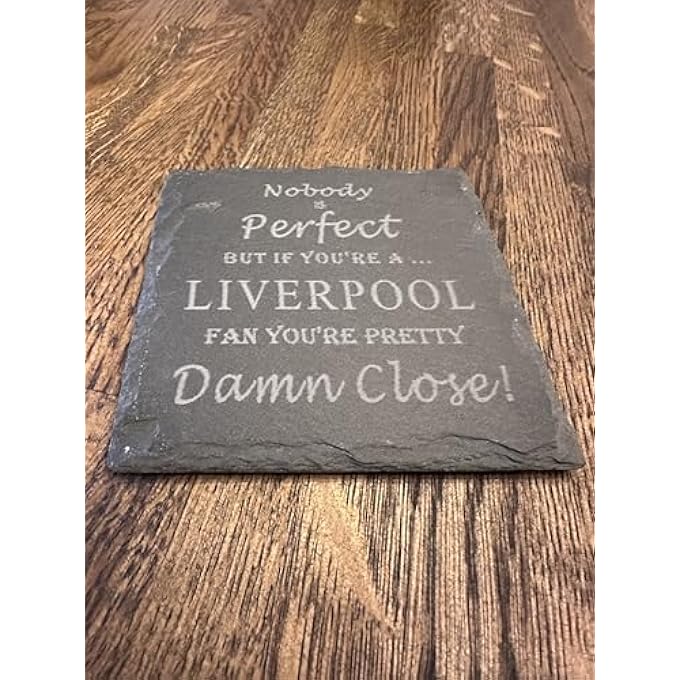 Nobody
is
Perfect
BUT IF YOU'RE A ...
LIVERPOOL
FAN YOU'RE PRETTY
Damn Close!